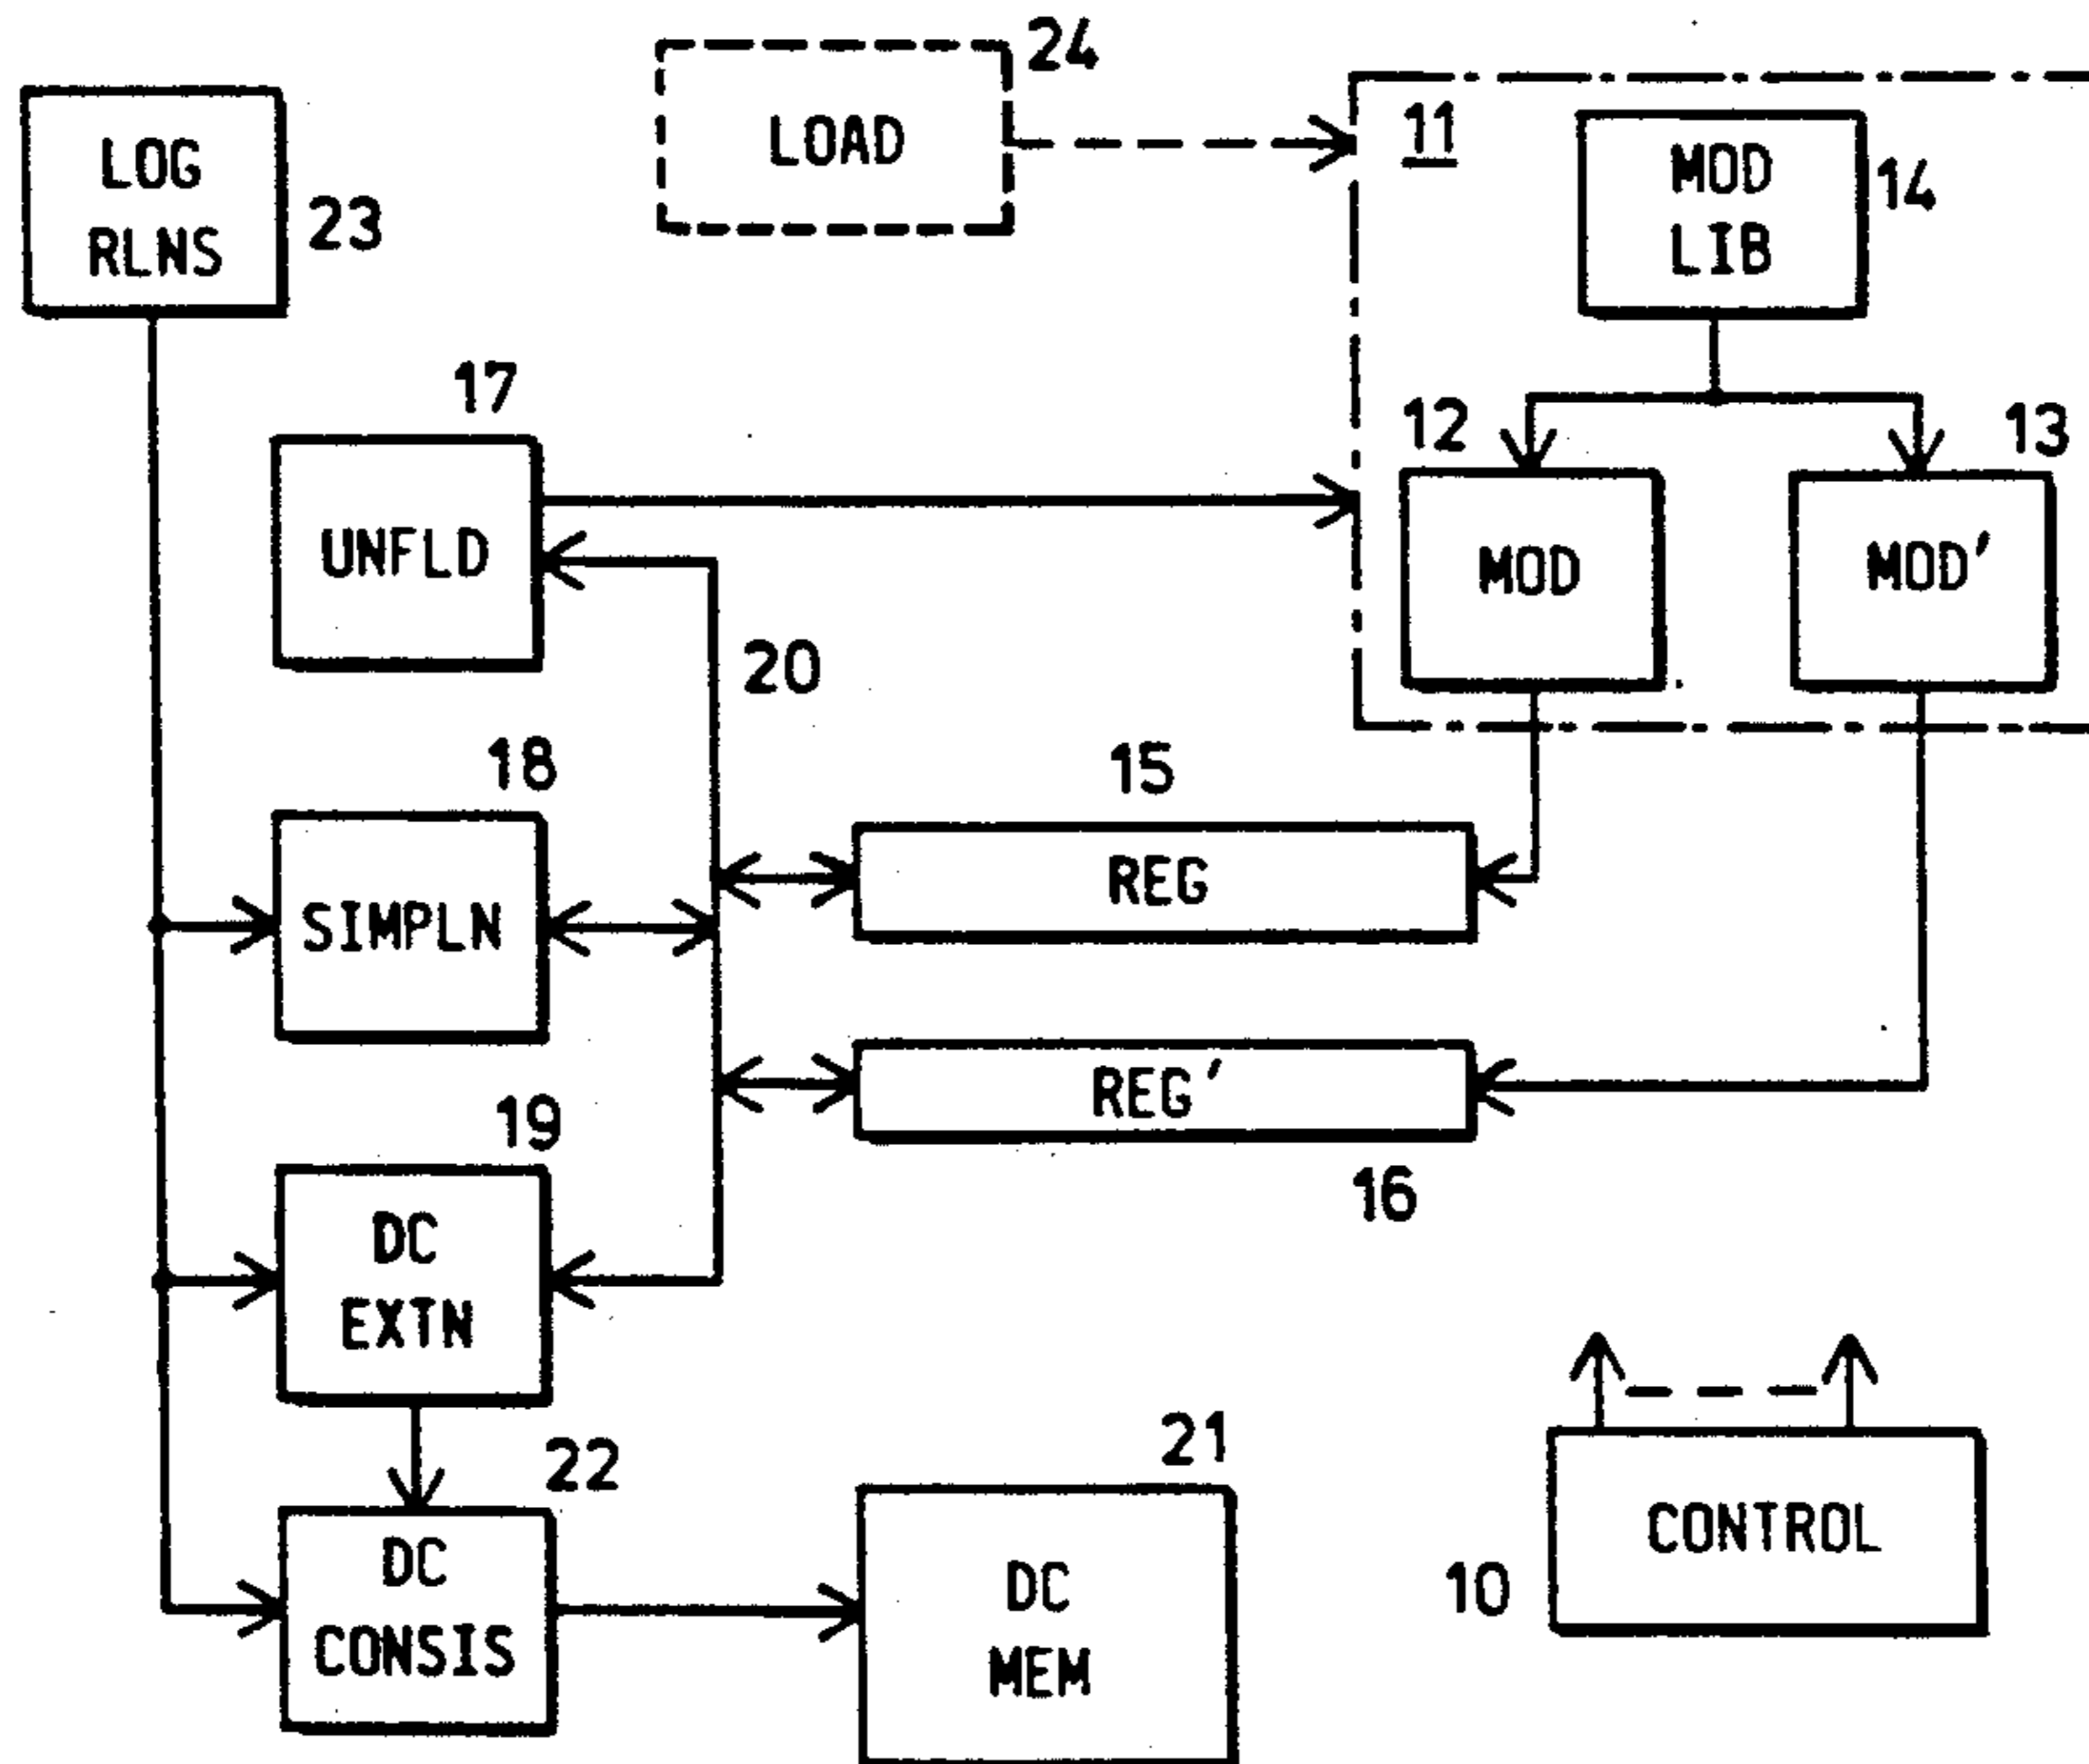 24
LOAD
11
MOD
LIB
14
LOG
RLNS
23
17
UNFLD
12
MOD
13
MOD'
20
18
SIMPLN
15
REG
REG'
16
19
DC
EXTN
22
DC
CONSIS
21
DC
MEM
10
CONTROL